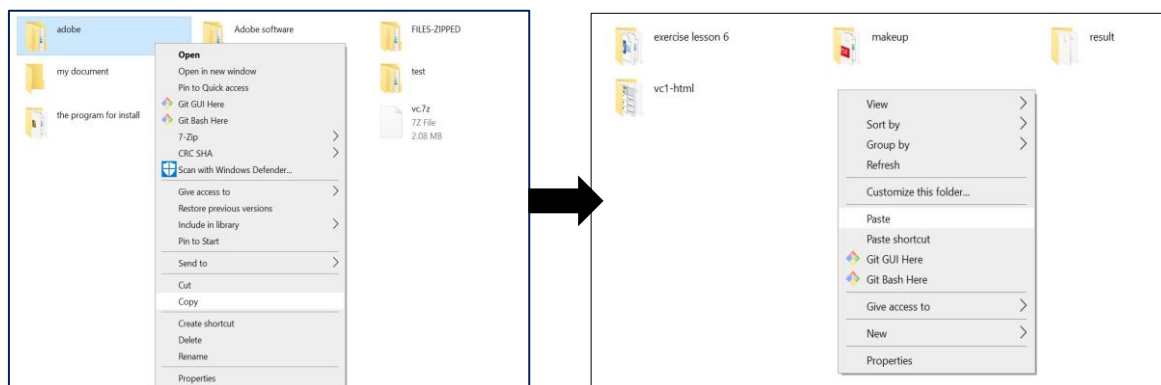 adobe
Adobe software
FILES-ZIPPED
my document
test
the program for install
vc.7z
7Z File
2.08 MB
Open
Open in new window
Pin to Quick access
Git GUI Here
Git Bash Here
7-Zip
CRC SHA
Scan with Windows Defender...
Give access to
Restore previous versions
Include in library
Pin to Start
Send to
Cut
Copy
Create shortcut
Delete
Rename
Properties
exercise lesson 6
makeup
result
vc1-html
View
Sort by
Group by
Refresh
Customize this folder...
Paste
Paste shortcut
Git GUI Here
Git Bash Here
Give access to
New
Properties